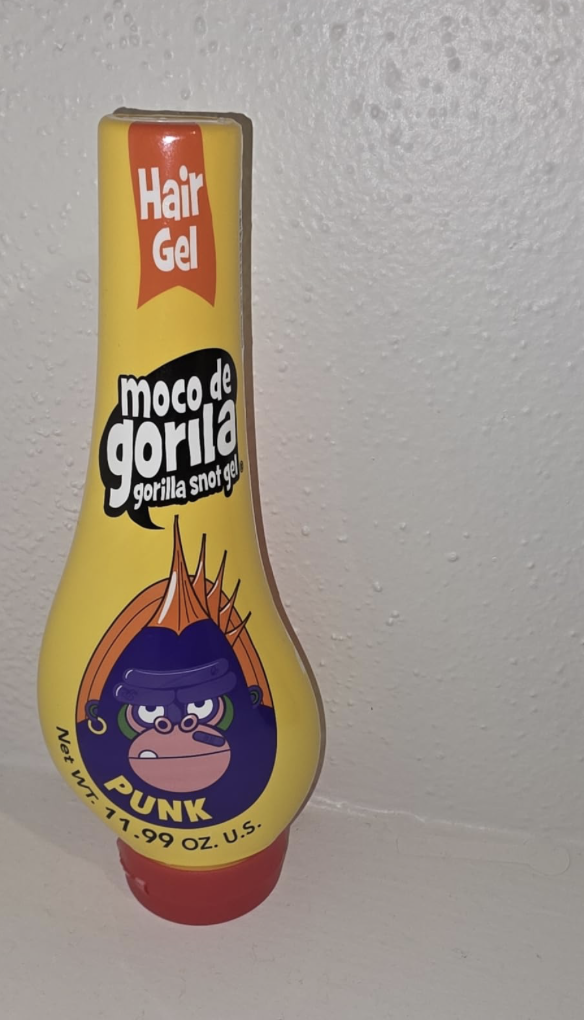 Hair
Gel
moco de
gorila
gorilla snot gel®
PUNK
Net WT. 11.99 OZ. U.S.